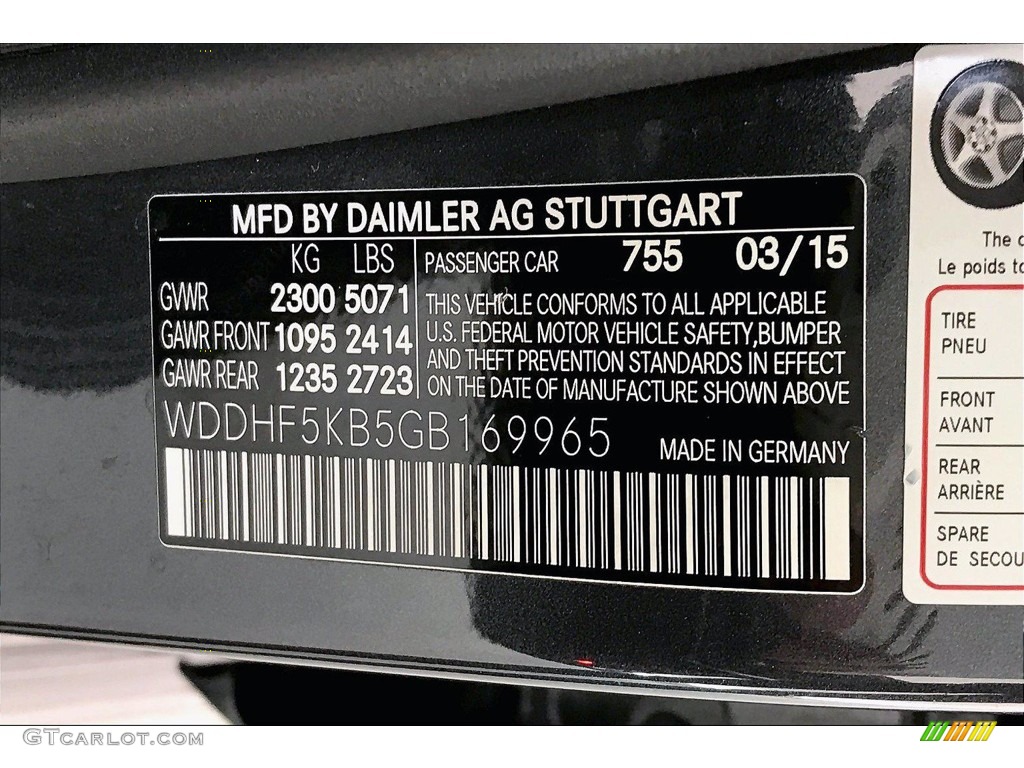 MFD BY DAIMLER AG STUTTGART
KG LBS PASSENGER CAR 755 03/15
GVWR 2300 5071
GAWR FRONT 1095 2414
GAWR REAR 1235 2723
THIS VEHICLE CONFORMS TO ALL APPLICABLE
U.S. FEDERAL MOTOR VEHICLE SAFETY, BUMPER
AND THEFT PREVENTION STANDARDS IN EFFECT
ON THE DATE OF MANUFACTURE SHOWN ABOVE
WDDHF5KB5GB169965
MADE IN GERMANY
The
Le poids
TIRE
PNEU
FRONT
AVANT
REAR
ARRIÈRE
SPARE
DE
GTCARLOT.COM